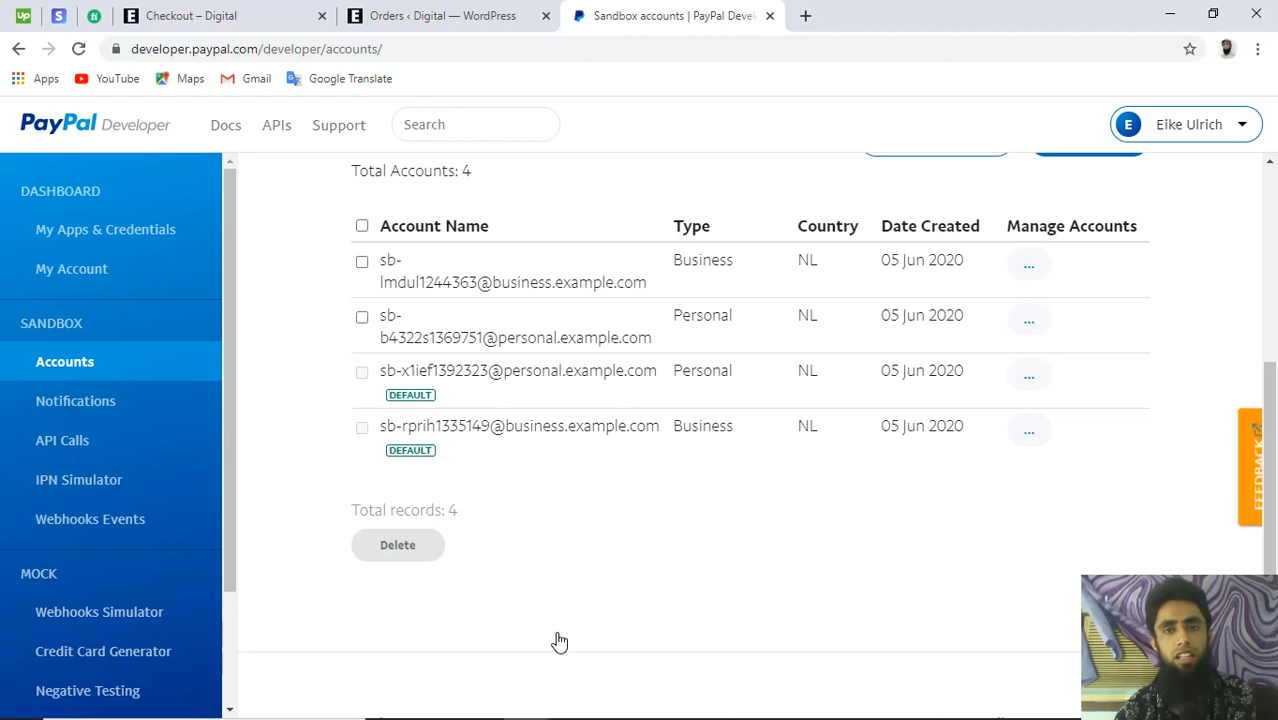 Up
S
fi
E Checkout – Digital
E Orders ‹ Digital — WordPress
Sandbox accounts | PayPal Devel
developer.paypal.com/developer/accounts/
Apps YouTube Maps Gmail Google Translate
PayPal Developer Docs APIs Support Search E Eike Ulrich
DASHBOARD
My Apps & Credentials
My Account
SANDBOX
Accounts
Notifications
API Calls
IPN Simulator
Webhooks Events
MOCK
Webhooks Simulator
Credit Card Generator
Negative Testing
Total Accounts: 4
Account Name Type Country Date Created Manage Accounts
sb- Business NL 05 Jun 2020 ...
lmdul1244363@business.example.com
sb- Personal NL 05 Jun 2020 ...
b4322s1369751@personal.example.com
sb-x1ief1392323@personal.example.com Personal NL 05 Jun 2020 ...
DEFAULT
sb-rprih1335149@business.example.com Business NL 05 Jun 2020 ...
DEFAULT
Total records: 4
Delete
FEEDBACK